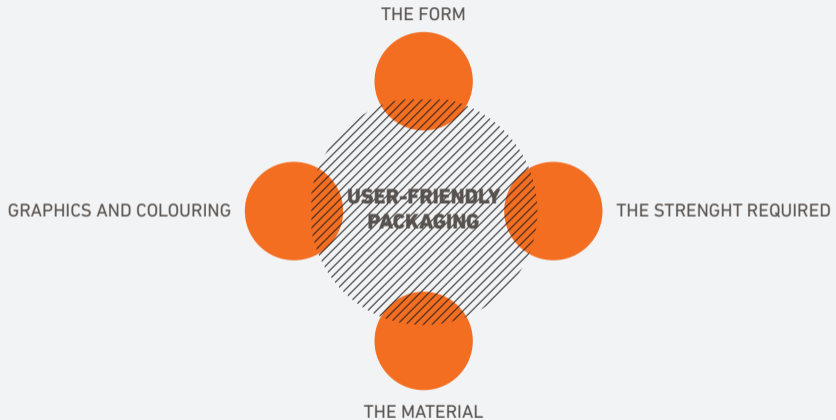 THE FORM
GRAPHICS AND COLOURING
USER-FRIENDLY
PACKAGING
THE STRENGHT REQUIRED
THE MATERIAL